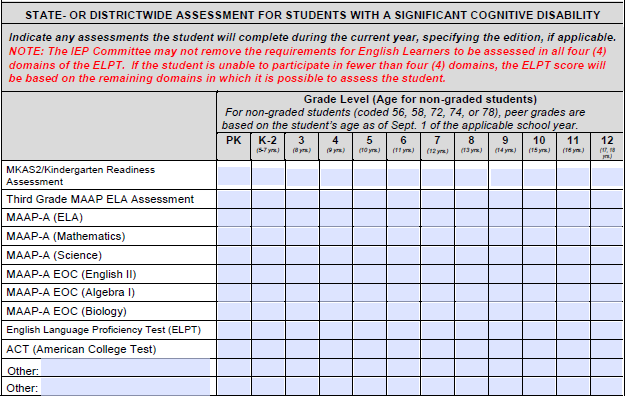 STATE- OR DISTRICTWIDE ASSESSMENT FOR STUDENTS WITH A SIGNIFICANT COGNITIVE DISABILITY
Indicate any assessments the student will complete during the current year, specifying the edition, if applicable.
NOTE: The IEP Committee may not remove the requirements for English Learners to be assessed in all four (4)
domains of the ELPT. If the student is unable to participate in fewer than four (4) domains, the ELPT score will
be based on the remaining domains in which it is possible to assess the student.
Grade Level (Age for non-graded students)
For non-graded students (coded 56, 58, 72, 74, or 78), peer grades are
based on the student's age as of Sept. 1 of the applicable school year.
PK K-2 3 4 5 6 7 8 9 10 11 12
(5-7 yrs.) (8 yrs.) (9 yrs.) (10 yrs.) (11 yrs.) (12 yrs.) (13 yrs.) (14 yrs.) (15 yrs.) (16 yrs.) (17, 18
yrs.)
MKAS2/Kindergarten Readiness
Assessment
Third Grade MAAP ELA Assessment
MAAP-A (ELA)
MAAP-A (Mathematics)
MAAP-A (Science)
MAAP-A EOC (English II)
MAAP-A EOC (Algebra I)
MAAP-A EOC (Biology)
English Language Proficiency Test (ELPT)
ACT (American College Test)
Other:
Other: